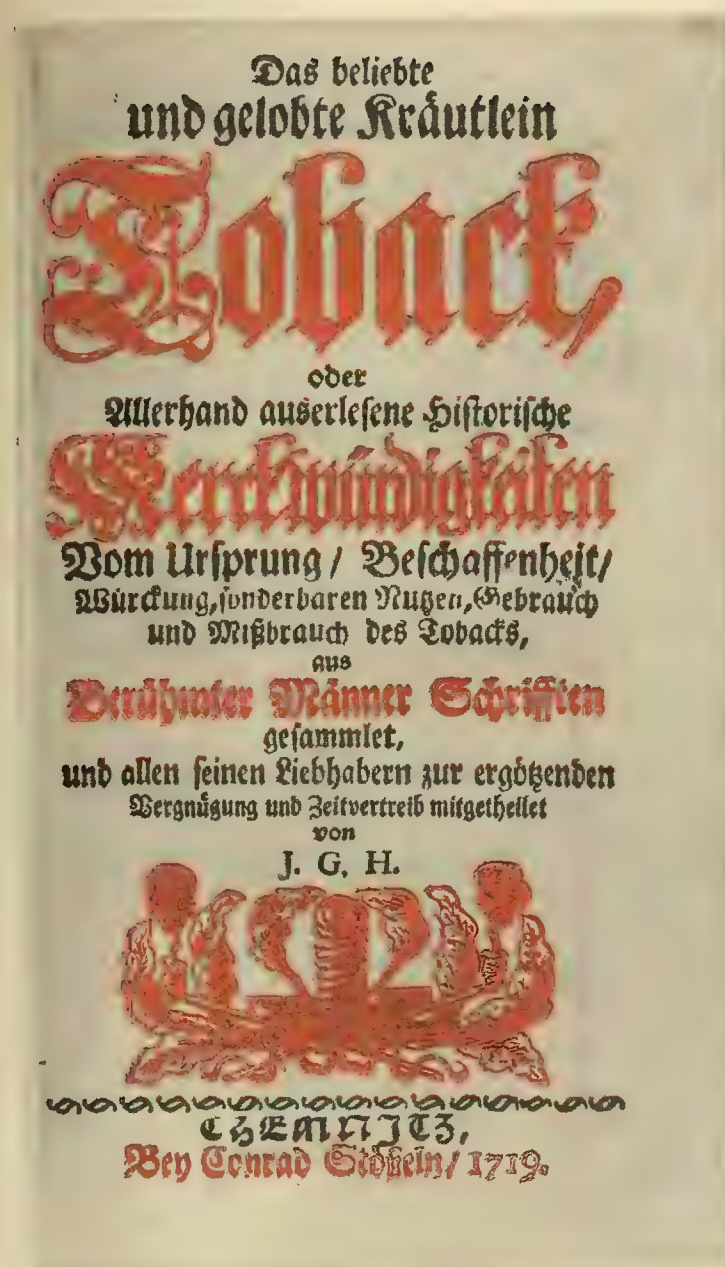 Das beliebte
und gelobte Kräutlein
Toback,
oder
Allerhand auserlesene Historische
Merckwürdigkeiten
Vom Ursprung/ Beschaffenheit/
Würckung, sonderbaren Nutzen, Gebrauch
und Mißbrauch des Tobacks,
aus
Berühmter Männer Schrifften
gesammlet,
und allen seinen Liebhabern zur ergötzenden
Vergnügung und Zeitvertreib mitgetheilet
von
J. G. H.
CHEMNITZ,
Bey Conrad Stößeln/ 1719.